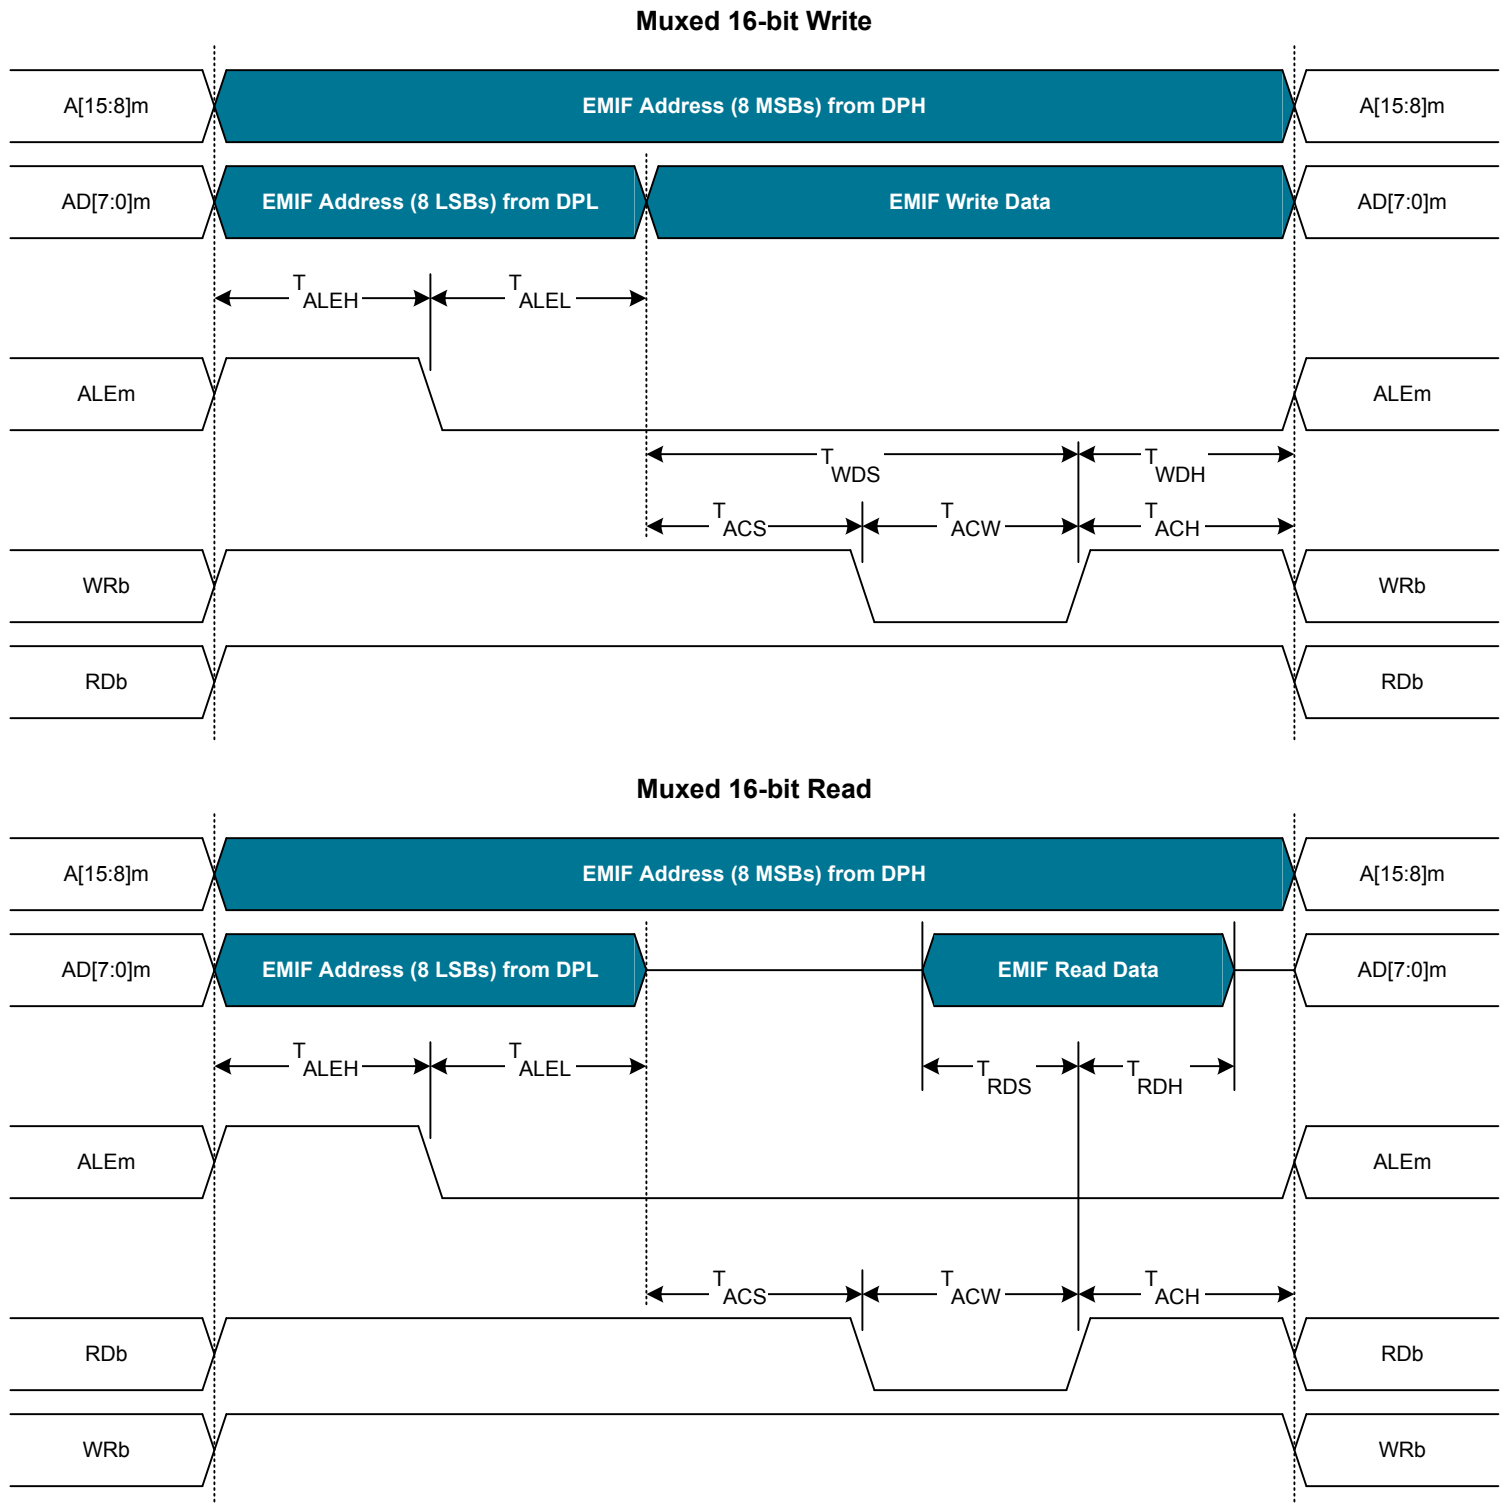 Muxed 16-bit Write
A[15:8]m EMIF Address (8 MSBs) from DPH A[15:8]m
AD[7:0]m EMIF Address (8 LSBs) from DPL EMIF Write Data AD[7:0]m
TALEH TALEL
ALEm ALEm
TWDS TWDH
TACS TACW TACH
WRb WRb
RDb RDb
Muxed 16-bit Read
A[15:8]m EMIF Address (8 MSBs) from DPH A[15:8]m
AD[7:0]m EMIF Address (8 LSBs) from DPL EMIF Read Data AD[7:0]m
TALEH TALEL TRDS TRDH
ALEm ALEm
TACS TACW TACH
RDb RDb
WRb WRb